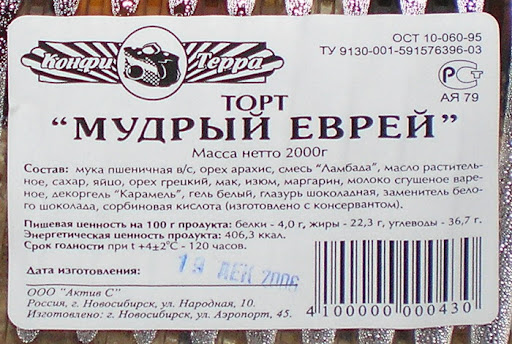 ОСТ 10-060-95
ТУ 9130-001-591576396-03
Конфи Терра
РСТ
АЯ 79
ТОРТ
“МУДРЫЙ ЕВРЕЙ”
Масса нетто 2000г
Состав: мука пшеничная в/с, орех арахис, смесь “Ламбада”, масло раститель-
ное, сахар, яйцо, орех грецкий, мак, изюм, маргарин, молоко сгущеное варе-
ное, декоргель “Карамель”, гель белый, глазурь шоколадная, заменитель бело-
го шоколада, сорбиновая кислота (изготовлено с консервантом).
Пищевая ценность на 100 г продукта: белки - 4,0 г, жиры - 22,3 г, углеводы - 36,7 г.
Энергетическая ценность продукта: 406,3 ккал.
Срок годности при t +4±2°С - 120 часов.
Дата изготовления: 19 ДЕК 2006
ООО "Актив С"
Россия, г. Новосибирск, ул. Народная, 10.
Изготовлено: г. Новосибирск, ул. Аэропорт, 45.
4 100000 000430